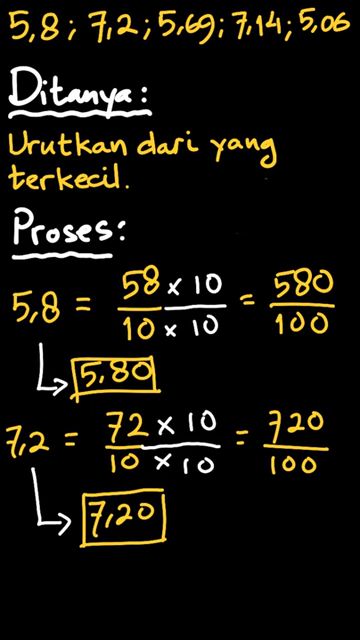 5,8 ; 7,2 ; 5,69 ; 7,14 ; 5,06
Ditanya :
Urutkan dari yang
terkecil.
Proses :
5,8 = 58 × 10 / 10 × 10 = 580 / 100
5,80
7,2 = 72 × 10 / 10 × 10 = 720 / 100
7,20